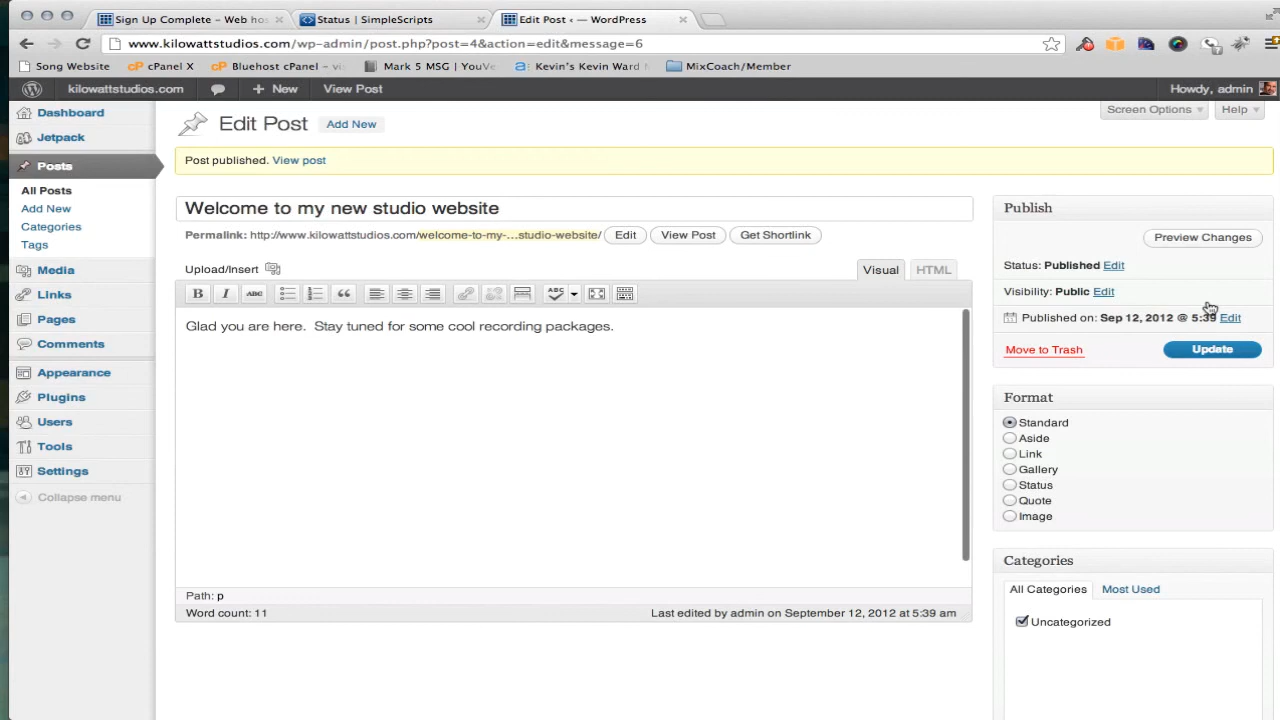 Sign Up Complete – Web hos
Status | SimpleScripts
Edit Post ‹ — WordPress
www.kilowattstudios.com/wp-admin/post.php?post=4&action=edit&message=6
Song Website
cPanel X
Bluehost cPanel – vi
Mark 5 MSG | YouVe
Kevin's Kevin Ward M
MixCoach/Member
kilowattstudios.com
+ New
View Post
Howdy, admin
Dashboard
Jetpack
Posts
All Posts
Add New
Categories
Tags
Media
Links
Pages
Comments
Appearance
Plugins
Users
Tools
Settings
Collapse menu
Screen Options
Help
Edit Post
Add New
Post published. View post
Welcome to my new studio website
Permalink: http://www.kilowattstudios.com/welcome-to-my-...studio-website/
Edit
View Post
Get Shortlink
Upload/Insert
Visual
HTML
B I ABC
ABC
Glad you are here.  Stay tuned for some cool recording packages.
Path: p
Word count: 11
Last edited by admin on September 12, 2012 at 5:39 am
Publish
Preview Changes
Status: Published Edit
Visibility: Public Edit
Published on: Sep 12, 2012 @ 5:39 Edit
Move to Trash
Update
Format
Standard
Aside
Link
Gallery
Status
Quote
Image
Categories
All Categories
Most Used
Uncategorized